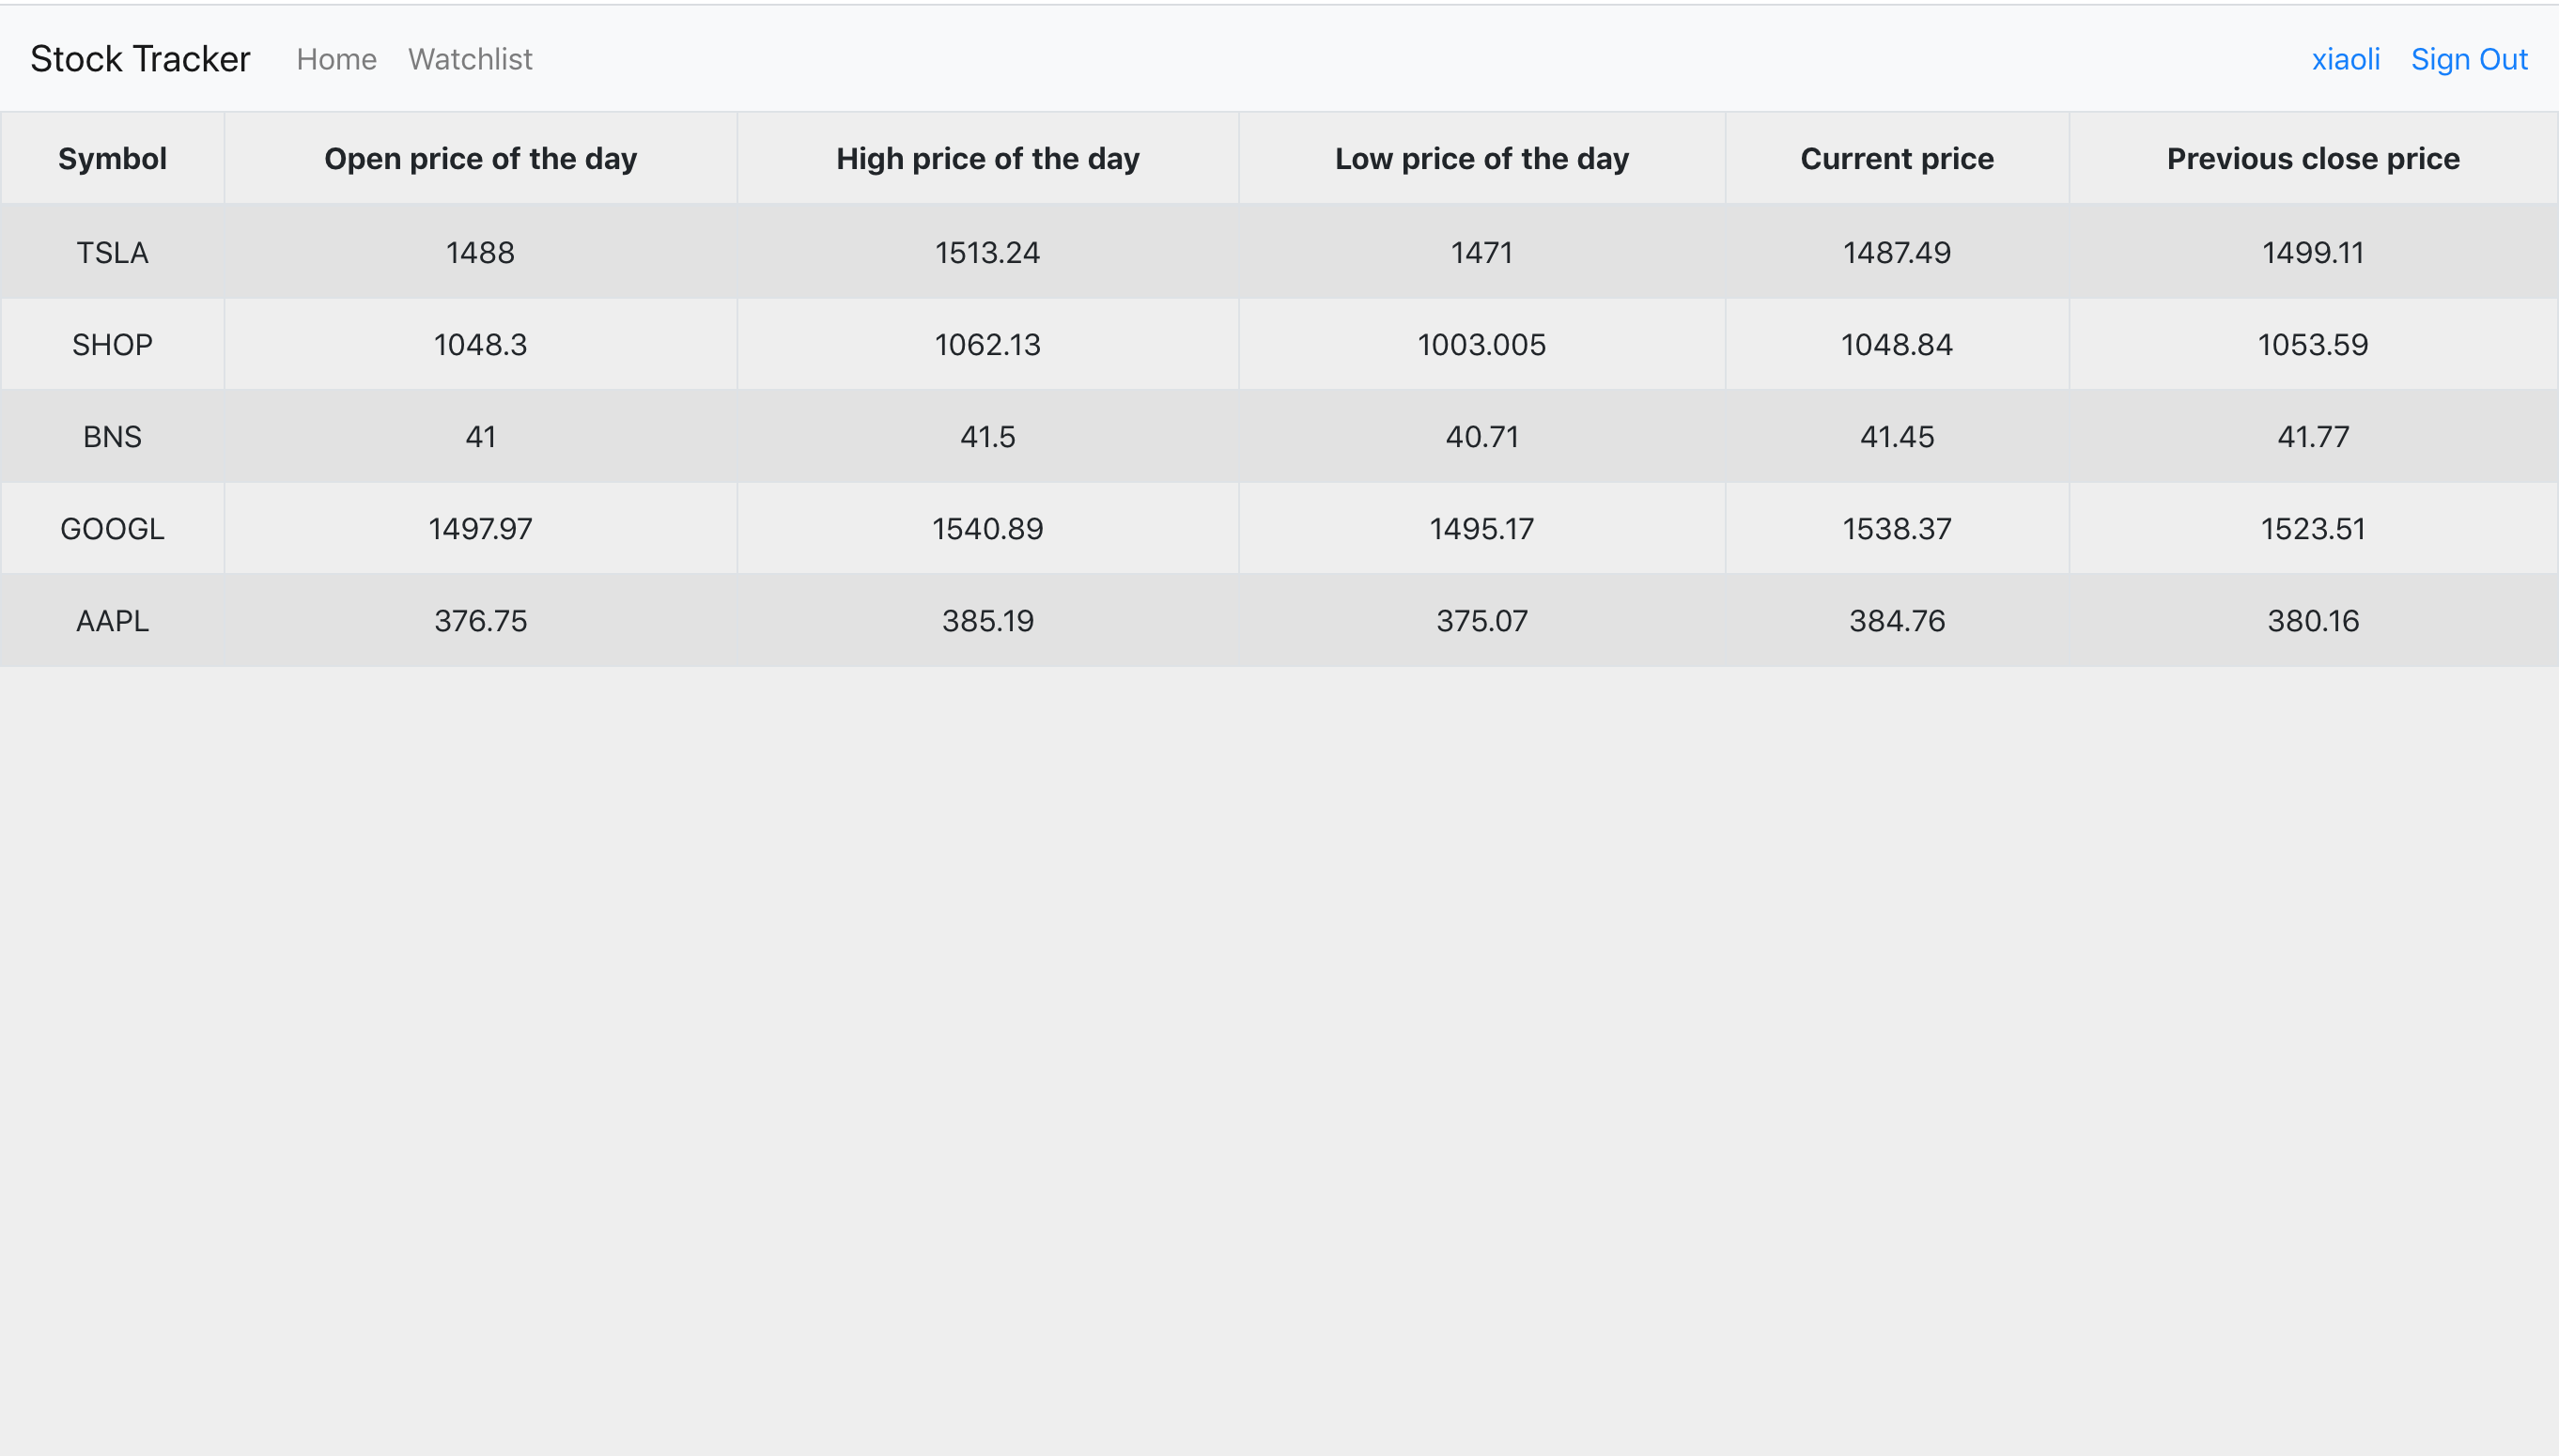 Stock Tracker Home Watchlist xiaoli Sign Out
Symbol Open price of the day High price of the day Low price of the day Current price Previous close price
TSLA 1488 1513.24 1471 1487.49 1499.11
SHOP 1048.3 1062.13 1003.005 1048.84 1053.59
BNS 41 41.5 40.71 41.45 41.77
GOOGL 1497.97 1540.89 1495.17 1538.37 1523.51
AAPL 376.75 385.19 375.07 384.76 380.16